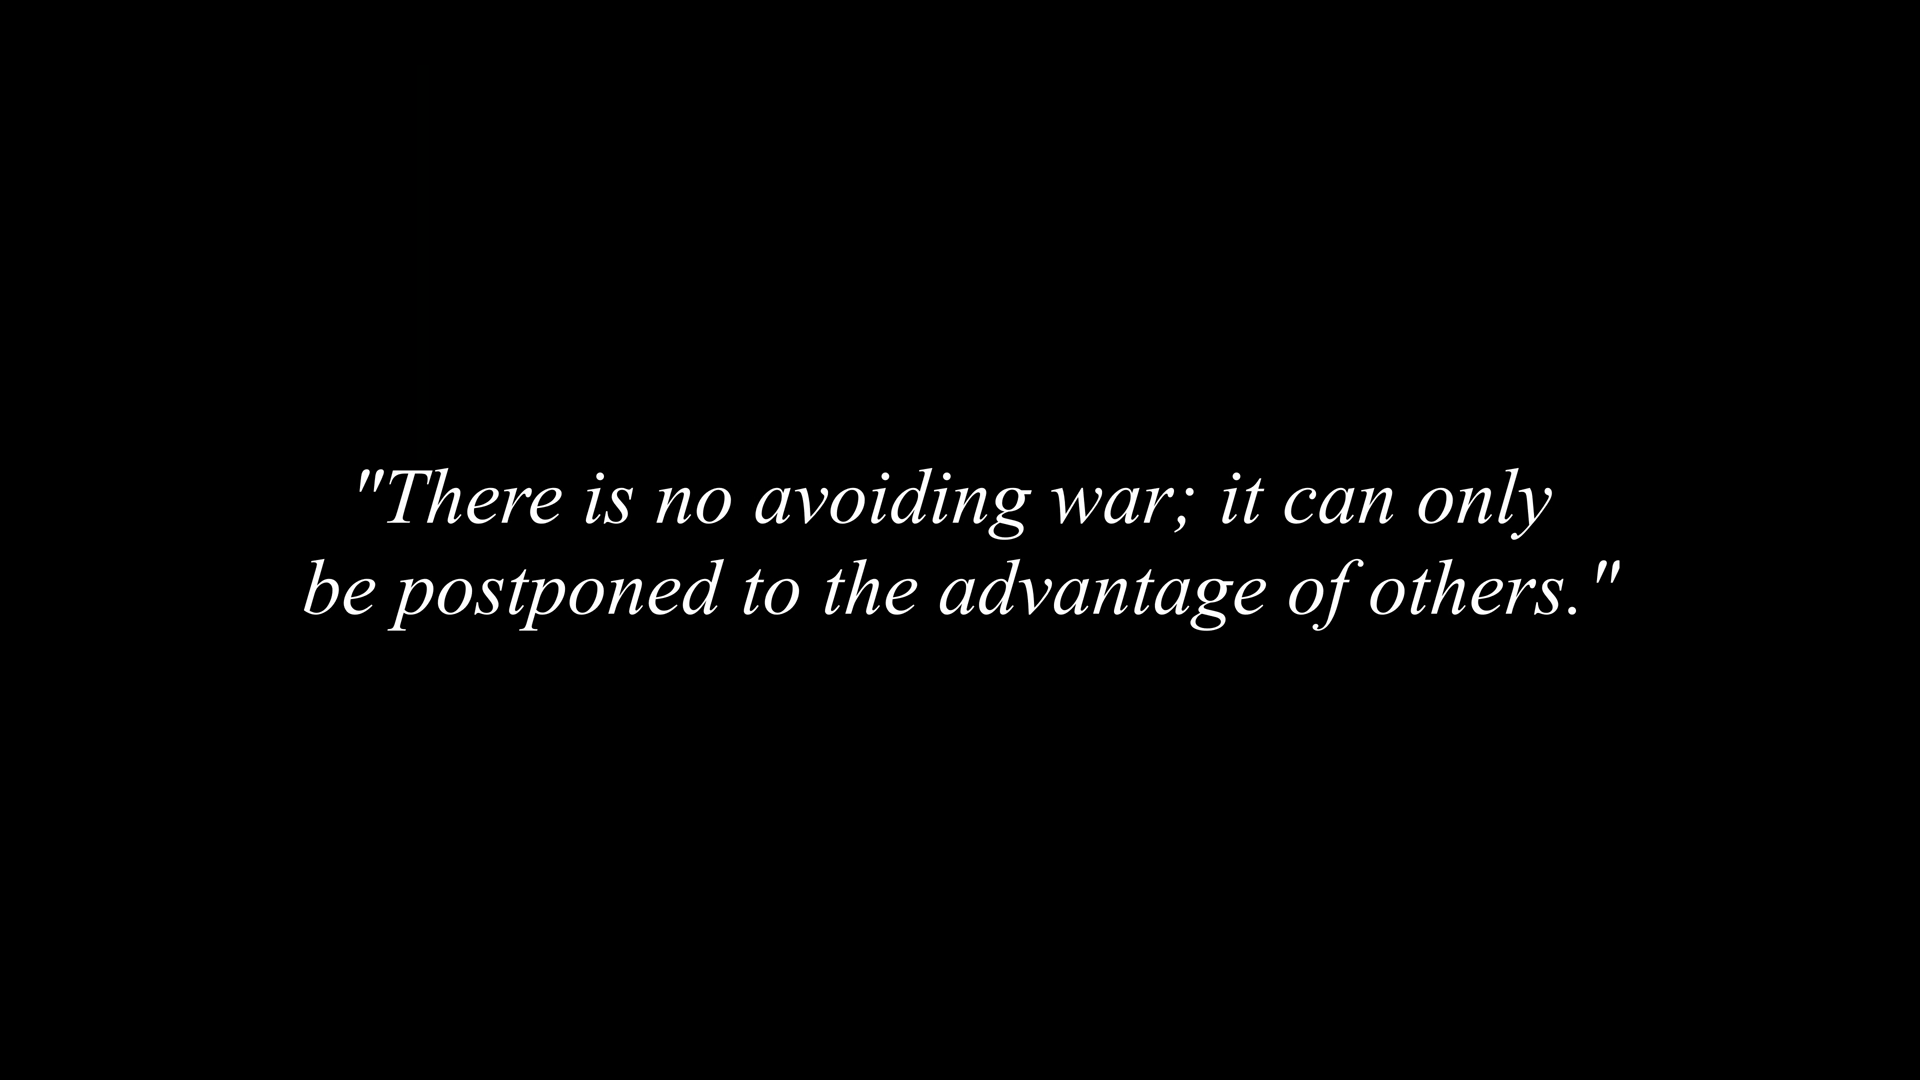 "There is no avoiding war; it can only
be postponed to the advantage of others."